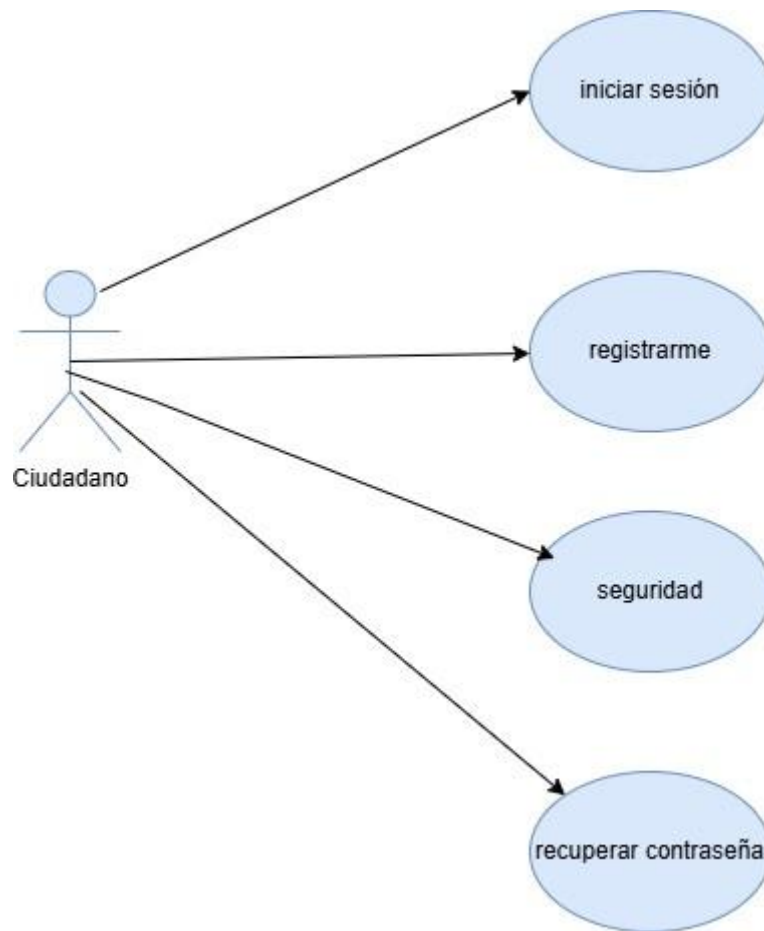 iniciar sesión
registrarme
Ciudadano
seguridad
recuperar contraseña